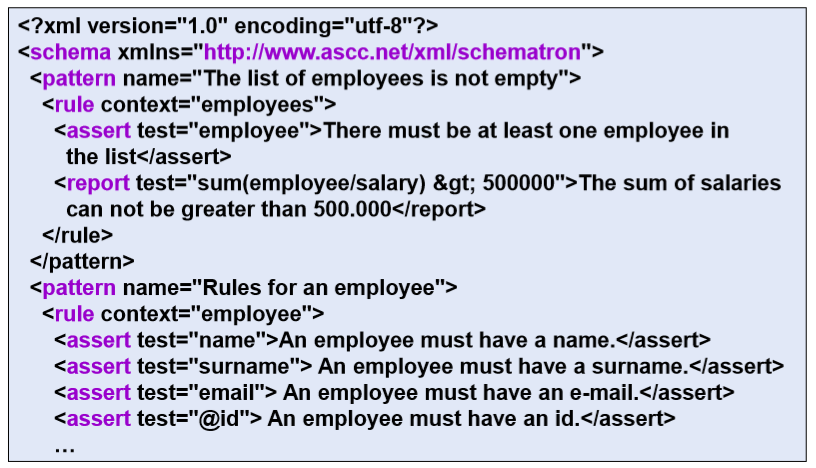 <?xml version="1.0" encoding="utf-8"?>
<schema xmlns="http://www.ascc.net/xml/schematron">
<pattern name="The list of employees is not empty">
<rule context="employees">
<assert test="employee">There must be at least one employee in
the list</assert>
<report test="sum(employee/salary) &gt; 500000">The sum of salaries
can not be greater than 500.000</report>
</rule>
</pattern>
<pattern name="Rules for an employee">
<rule context="employee">
<assert test="name">An employee must have a name.</assert>
<assert test="surname"> An employee must have a surname.</assert>
<assert test="email"> An employee must have an e-mail.</assert>
<assert test="@id"> An employee must have an id.</assert>
…